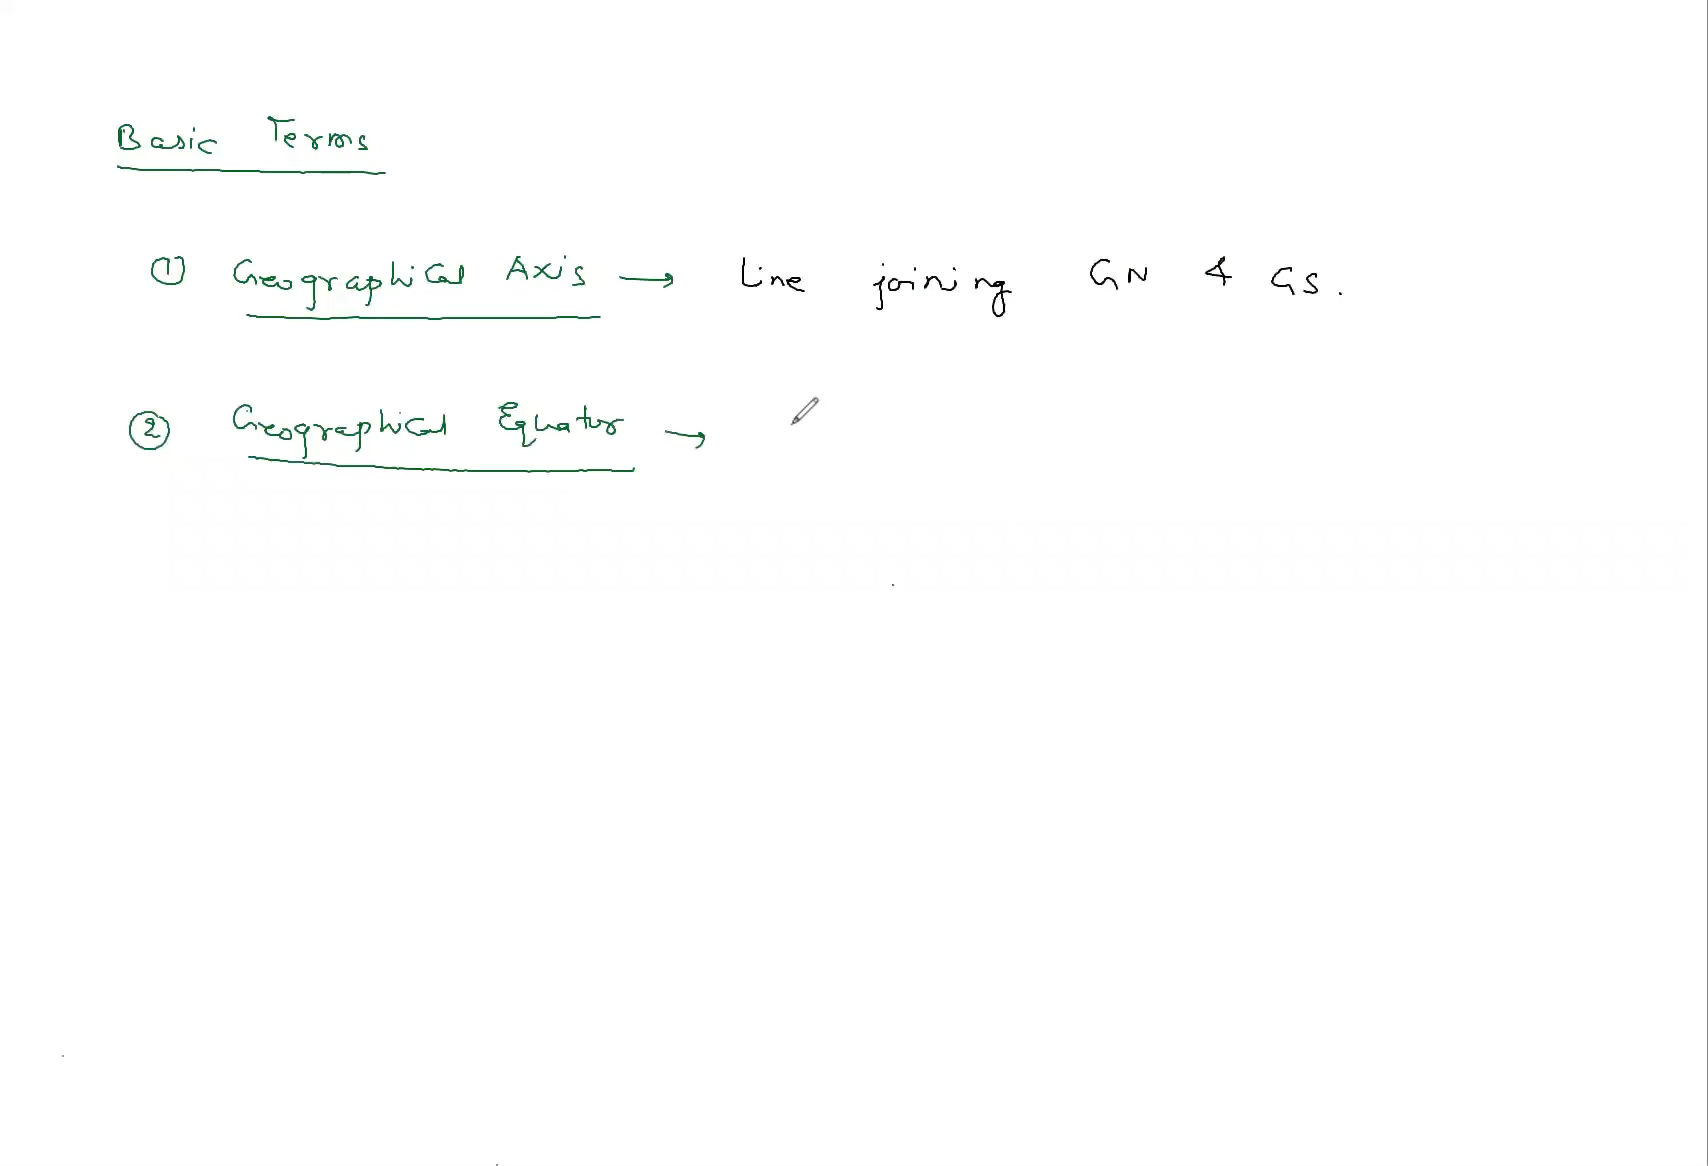 Basic Terms
① Geographical Axis → Line joining GN & GS.
② Geographical Equator →